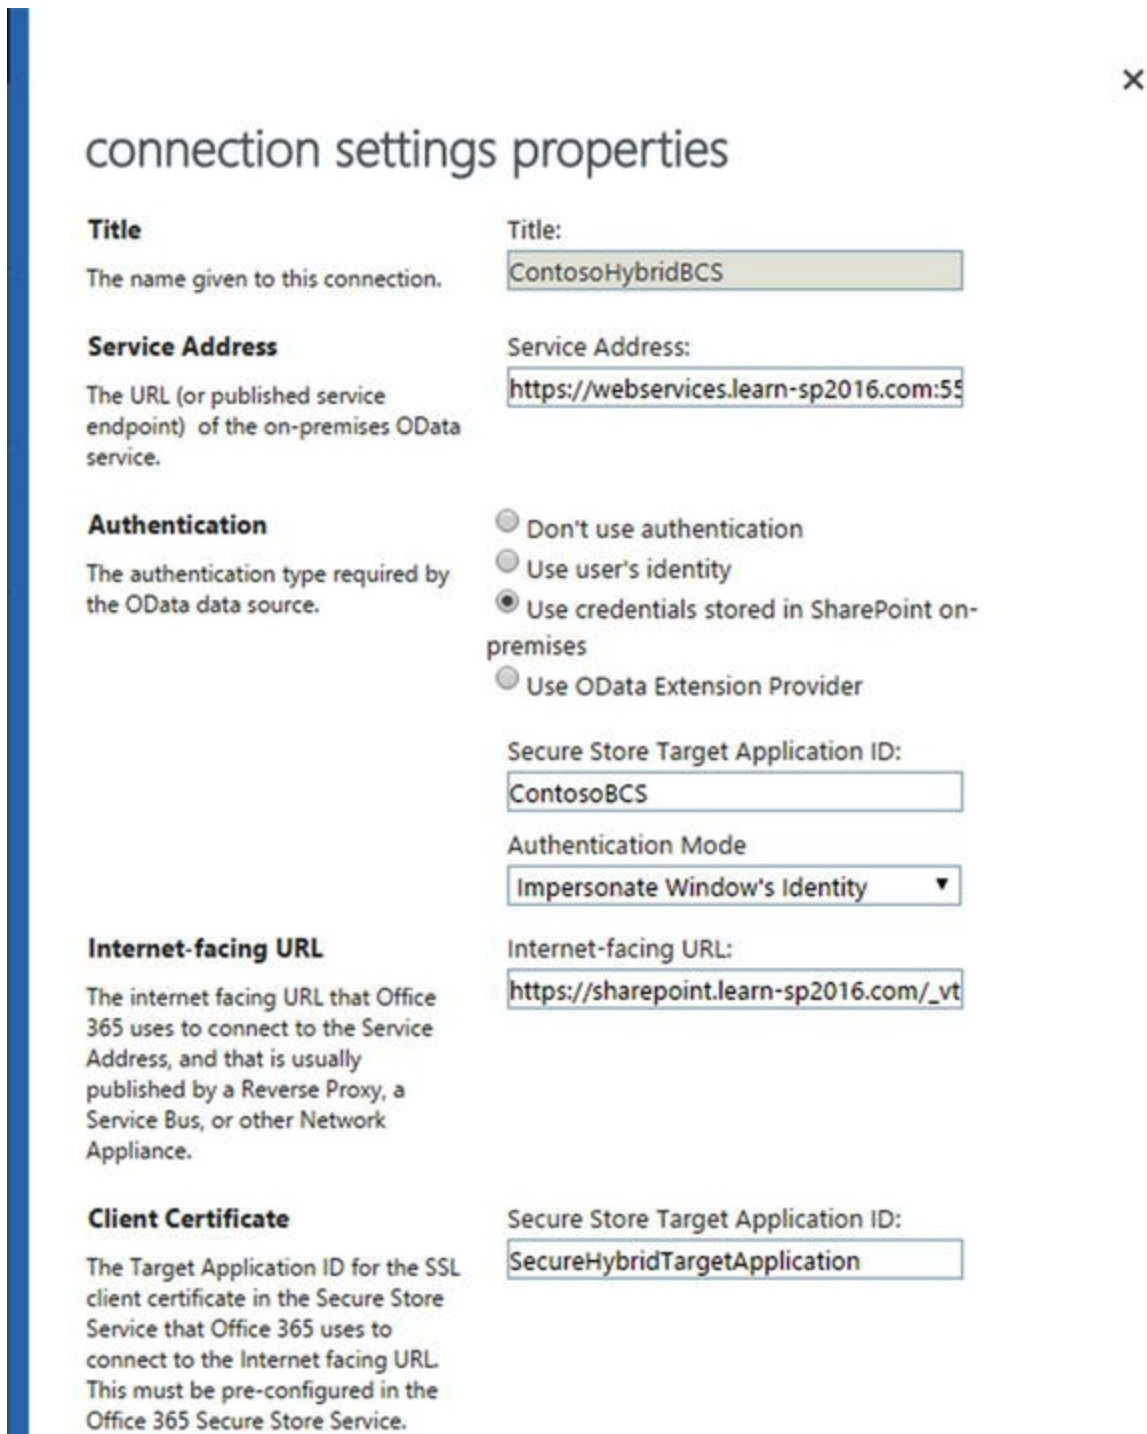 connection settings properties
Title
The name given to this connection.
Title:
ContosoHybridBCS
Service Address
The URL (or published service
endpoint) of the on-premises OData
service.
Service Address:
https://webservices.learn-sp2016.com:55
Authentication
The authentication type required by
the OData data source.
Don't use authentication
Use user's identity
Use credentials stored in SharePoint on-
premises
Use OData Extension Provider
Secure Store Target Application ID:
ContosoBCS
Authentication Mode
Impersonate Window's Identity
Internet-facing URL
The internet facing URL that Office
365 uses to connect to the Service
Address, and that is usually
published by a Reverse Proxy, a
Service Bus, or other Network
Appliance.
Internet-facing URL:
https://sharepoint.learn-sp2016.com/_vt
Client Certificate
The Target Application ID for the SSL
client certificate in the Secure Store
Service that Office 365 uses to
connect to the Internet facing URL.
This must be pre-configured in the
Office 365 Secure Store Service.
Secure Store Target Application ID:
SecureHybridTargetApplication